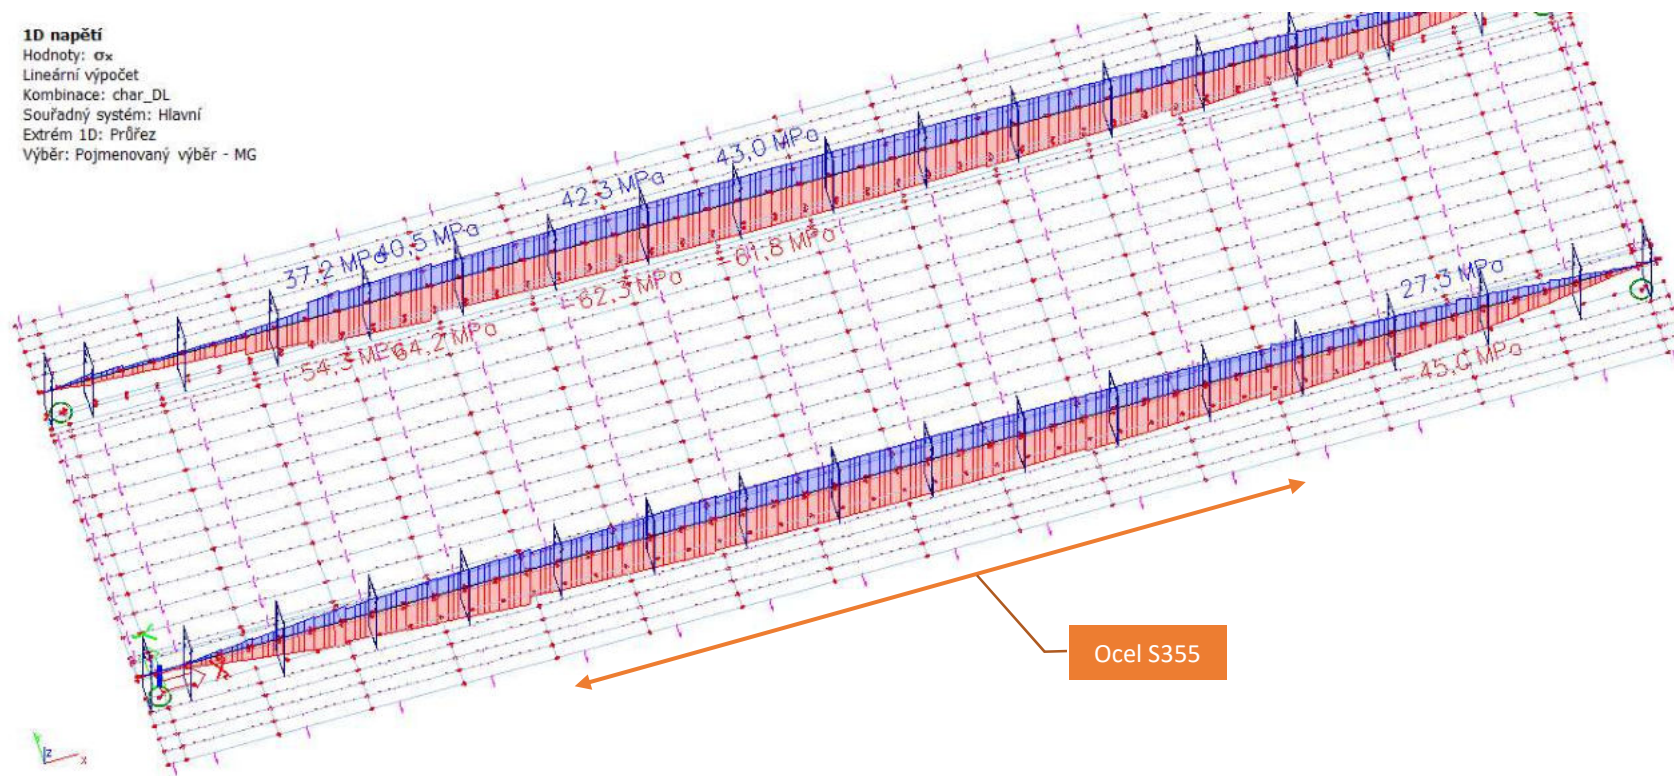 1D napětí
Hodnoty: σx
Lineární výpočet
Kombinace: char_DL
Souřadný systém: Hlavní
Extrém 1D: Průřez
Výběr: Pojmenovaný výběr - MG
43,0 MPa
42,3 MPa
40,5 MPa
37,2 MPa
-61,8 MPa
-62,3 MPa
64,2 MPa
54,3 MPa
27,3 MPa
-45,0 MPa
Ocel S355
z
x